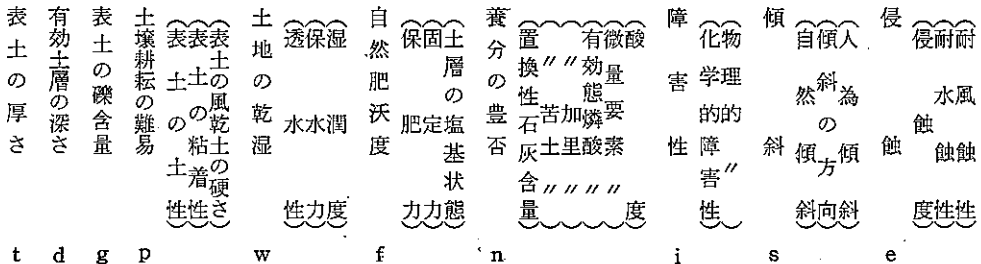 表土の厚さ t
有効土層の深さ d
表土の礫含量 g
土壌耕耘の難易 p
(表土の土性)
(表土の粘着性)
(表土の風乾土の硬さ)
土地の乾湿 w
(透水性)
(保水力)
(湿潤度)
自然肥沃度 f
(保肥力)
(固定力)
(土層の塩基状態)
養分の豊否 n
(置換性石灰含量)
(〃苦土〃)
(〃加里〃)
(有効態燐酸〃)
(微量要素〃)
(酸度)
障害性 i
(化学的障害性)
(物理的〃)
傾斜 s
(自然傾斜)
(傾斜の方向)
(人為傾斜)
侵蝕 e
(侵蝕度)
(耐水蝕性)
(耐風蝕性)